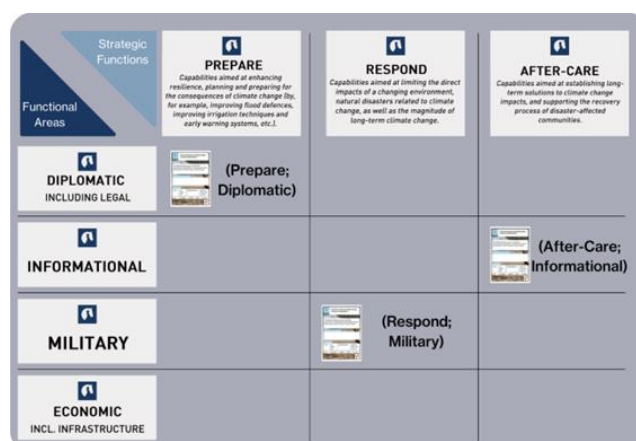 Strategic
Functions
Functional
Areas
PREPARE
Capabilities aimed at enhancing
resilience, planning and preparing for
the consequences of climate change (by,
for example, improving flood defences,
improving irrigation techniques and
early warning systems, etc.).
RESPOND
Capabilities aimed at limiting the direct
impacts of a changing environment,
natural disasters related to climate
change, as well as the magnitude of
long-term climate change.
AFTER-CARE
Capabilities aimed at establishing long-
term solutions to climate change
impacts, and supporting the recovery
process of disaster-affected
communities.
DIPLOMATIC
INCLUDING LEGAL
(Prepare;
Diplomatic)
INFORMATIONAL
(After-Care;
Informational)
MILITARY
(Respond;
Military)
ECONOMIC
INCL. INFRASTRUCTURE